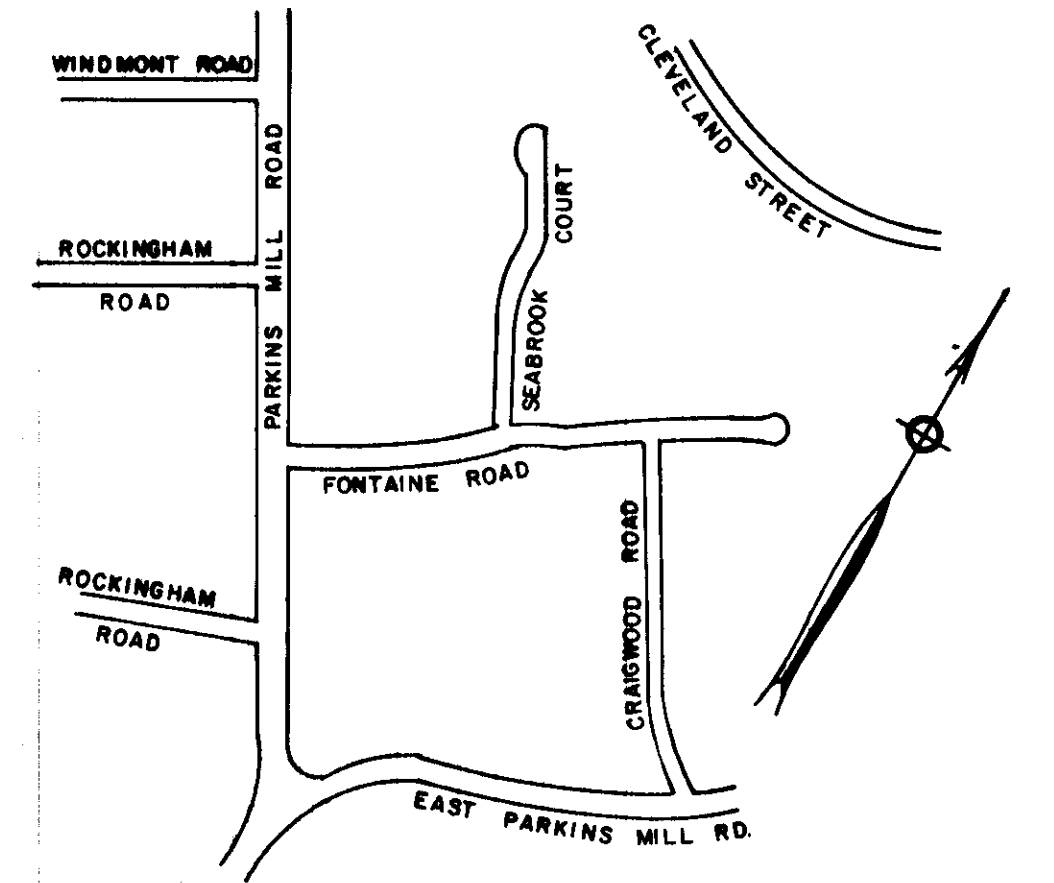 WINDMONT ROAD
PARKINS MILL ROAD
CLEVELAND STREET
ROCKINGHAM
ROAD
SEABROOK COURT
FONTAINE ROAD
CRAIGWOOD ROAD
ROCKINGHAM
ROAD
EAST PARKINS MILL RD.